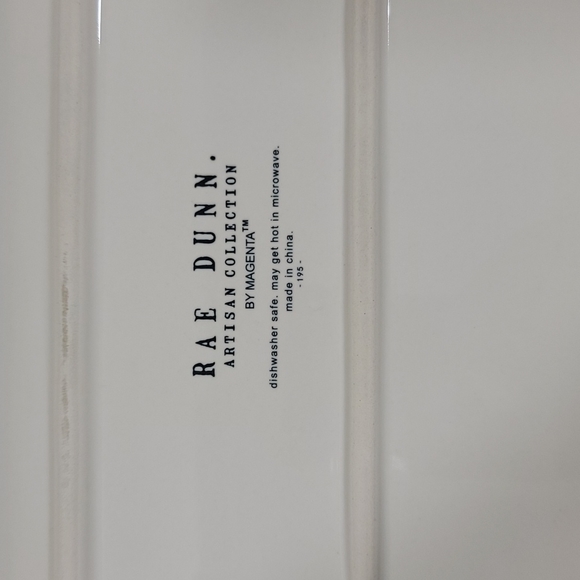 RAE DUNN.
ARTISAN COLLECTION
BY MAGENTA™
dishwasher safe. may get hot in microwave.
made in china.
- 195 -